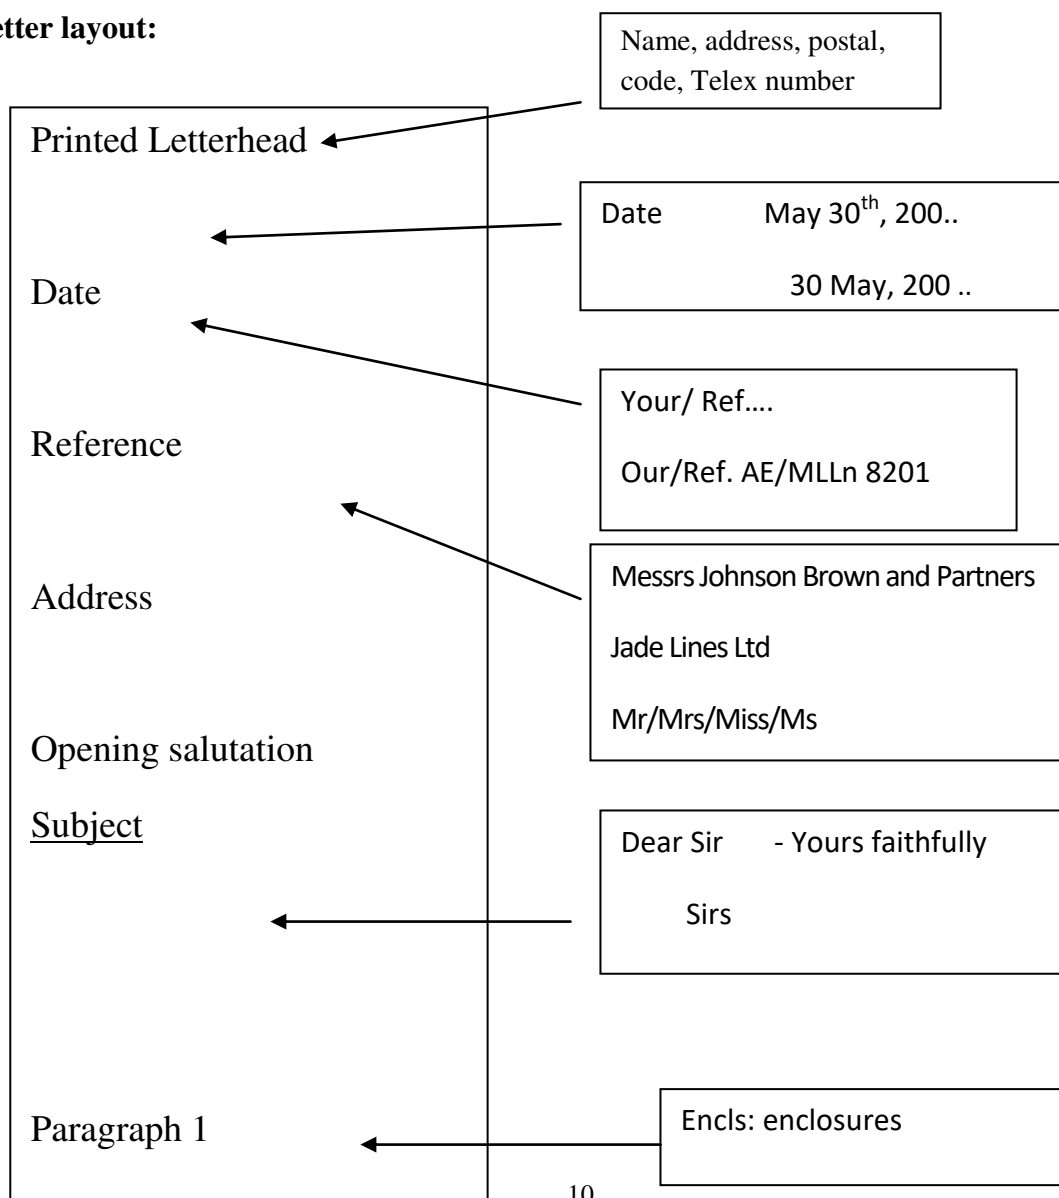 etter layout:
Name, address, postal,
code, Telex number
Printed Letterhead
Date May 30th, 200..
30 May, 200 ..
Date
Your/ Ref....
Our/Ref. AE/MLLn 8201
Reference
Messrs Johnson Brown and Partners
Jade Lines Ltd
Mr/Mrs/Miss/Ms
Address
Opening salutation
Subject
Dear Sir - Yours faithfully
Sirs
Paragraph 1
Encls: enclosures
10